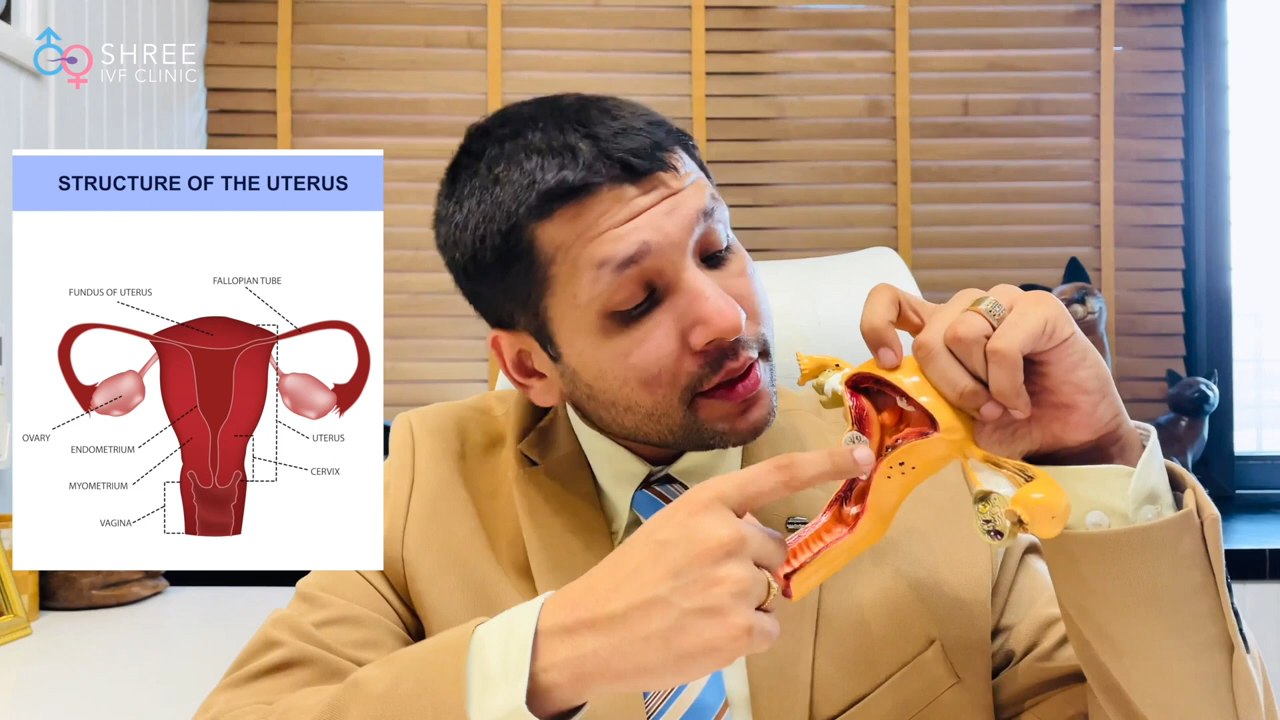 SHREE
IVF CLINIC
STRUCTURE OF THE UTERUS
FALLOPIAN TUBE
FUNDUS OF UTERUS
OVARY
ENDOMETRIUM
UTERUS
CERVIX
MYOMETRIUM
VAGINA